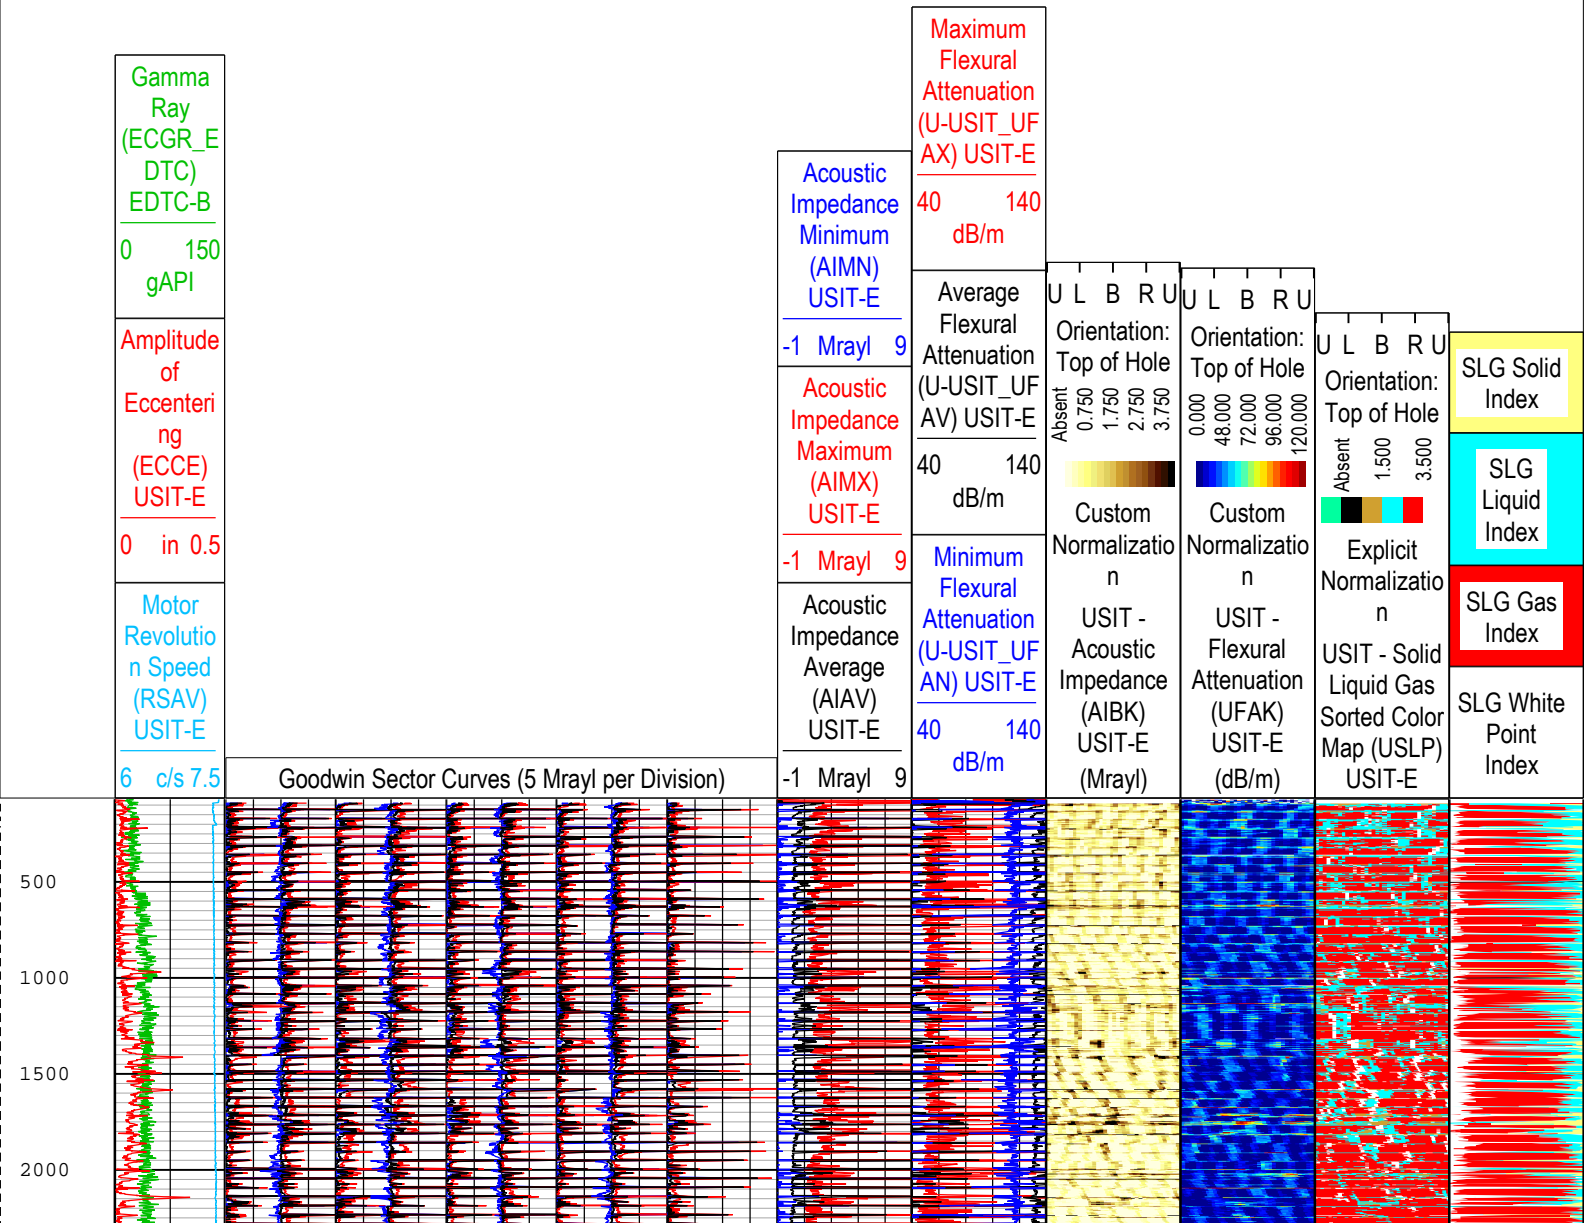 Gamma
Ray
(ECGR_E
DTC)
EDTC-B
0 150
gAPI
Amplitude
of
Eccenteri
ng
(ECCE)
USIT-E
0 in 0.5
Motor
Revolutio
n Speed
(RSAV)
USIT-E
6 c/s 7.5
Goodwin Sector Curves (5 Mrayl per Division)
Acoustic
Impedance
Minimum
(AIMN)
USIT-E
-1 Mrayl 9
Acoustic
Impedance
Maximum
(AIMX)
USIT-E
-1 Mrayl 9
Acoustic
Impedance
Average
(AIAV)
USIT-E
-1 Mrayl 9
Maximum
Flexural
Attenuation
(U-USIT_UF
AX) USIT-E
40 140
dB/m
Average
Flexural
Attenuation
(U-USIT_UF
AV) USIT-E
40 140
dB/m
Minimum
Flexural
Attenuation
(U-USIT_UF
AN) USIT-E
40 140
dB/m
U L B R U
Orientation:
Top of Hole
Absent
0.750
1.750
2.750
3.750
Custom
Normalizatio
n
USIT -
Acoustic
Impedance
(AIBK)
USIT-E
(Mrayl)
U L B R U
Orientation:
Top of Hole
0.000
48.000
72.000
96.000
120.000
Custom
Normalizatio
n
USIT -
Flexural
Attenuation
(UFAK)
USIT-E
(dB/m)
U L B R U
Orientation:
Top of Hole
Absent
1.500
3.500
Explicit
Normalizatio
n
USIT - Solid
Liquid Gas
Sorted Color
Map (USLP)
USIT-E
SLG Solid
Index
SLG
Liquid
Index
SLG Gas
Index
SLG White
Point
Index
500
1000
1500
2000